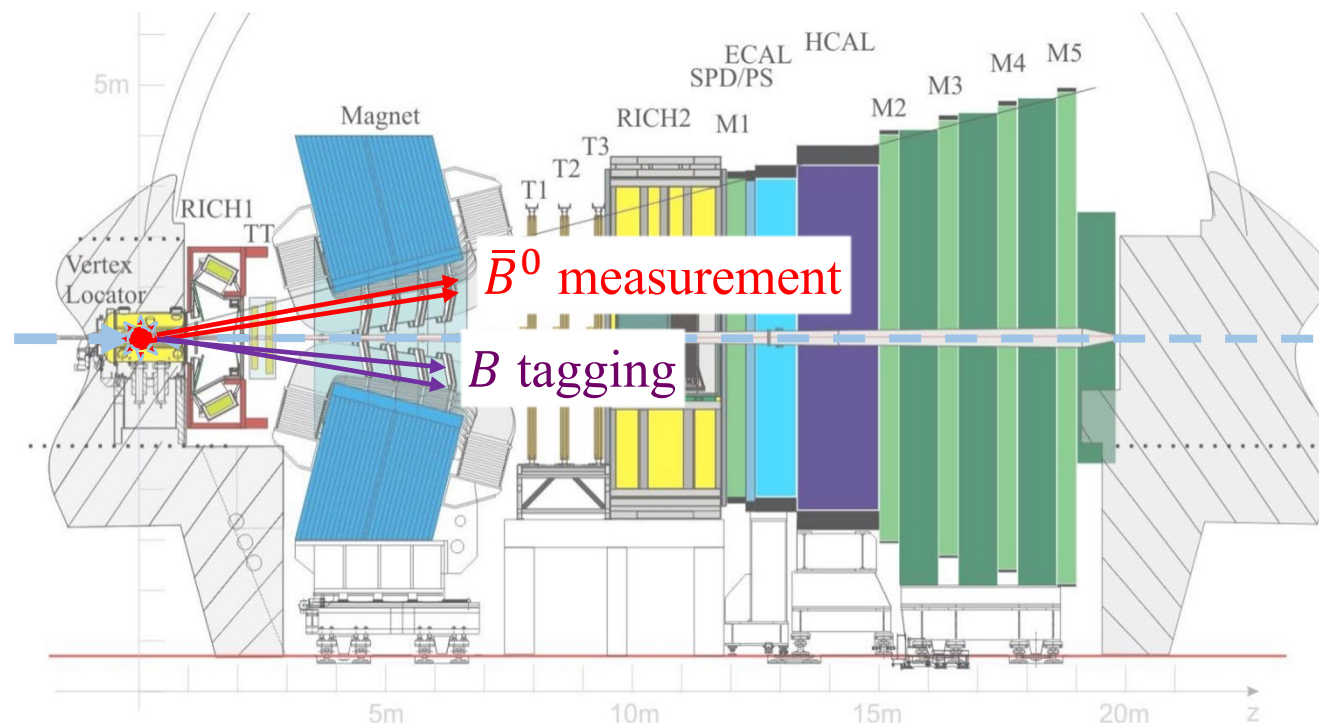 HCAL
ECAL
SPD/PS
M5
M4
M3
M2
5m
Magnet
RICH2
M1
T3
T2
T1
RICH1
TT
Vertex
Locator
B̅⁰ measurement
B tagging
5m
10m
15m
20m
z